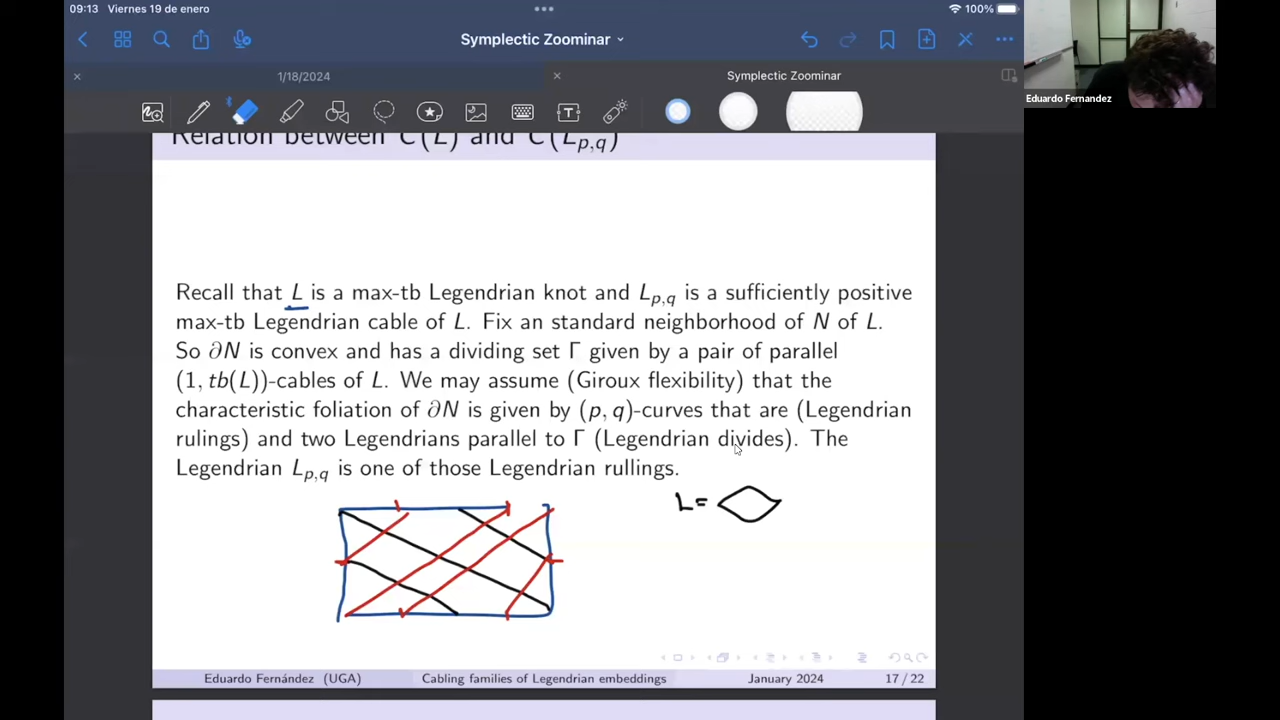 09:13 Viernes 19 de enero
100%
Symplectic Zoominar
1/18/2024
Symplectic Zoominar
Eduardo Fernandez
Relation between C(L) and C(L_{p,q})
Recall that L is a max-tb Legendrian knot and L_{p,q} is a sufficiently positive
max-tb Legendrian cable of L. Fix an standard neighborhood of N of L.
So ∂N is convex and has a dividing set Γ given by a pair of parallel
(1, tb(L))-cables of L. We may assume (Giroux flexibility) that the
characteristic foliation of ∂N is given by (p, q)-curves that are (Legendrian
rulings) and two Legendrians parallel to Γ (Legendrian divides). The
Legendrian L_{p,q} is one of those Legendrian rullings.
L=
Eduardo Fernández (UGA) Cabling families of Legendrian embeddings January 2024 17 / 22